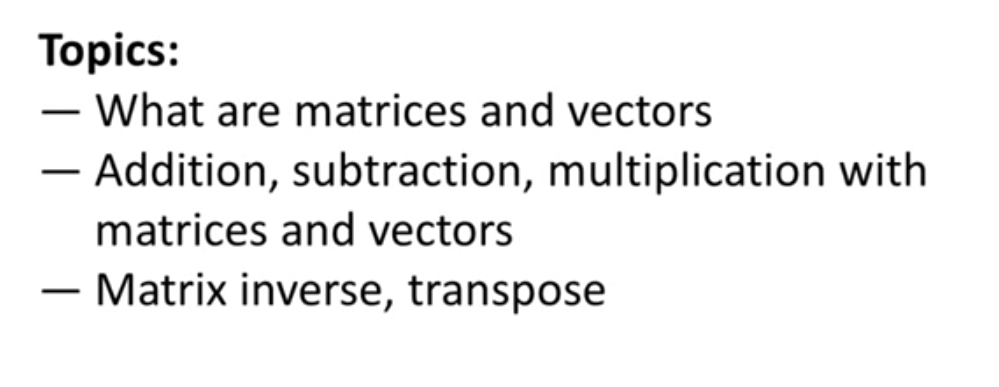 Topics:
— What are matrices and vectors
— Addition, subtraction, multiplication with
matrices and vectors
— Matrix inverse, transpose